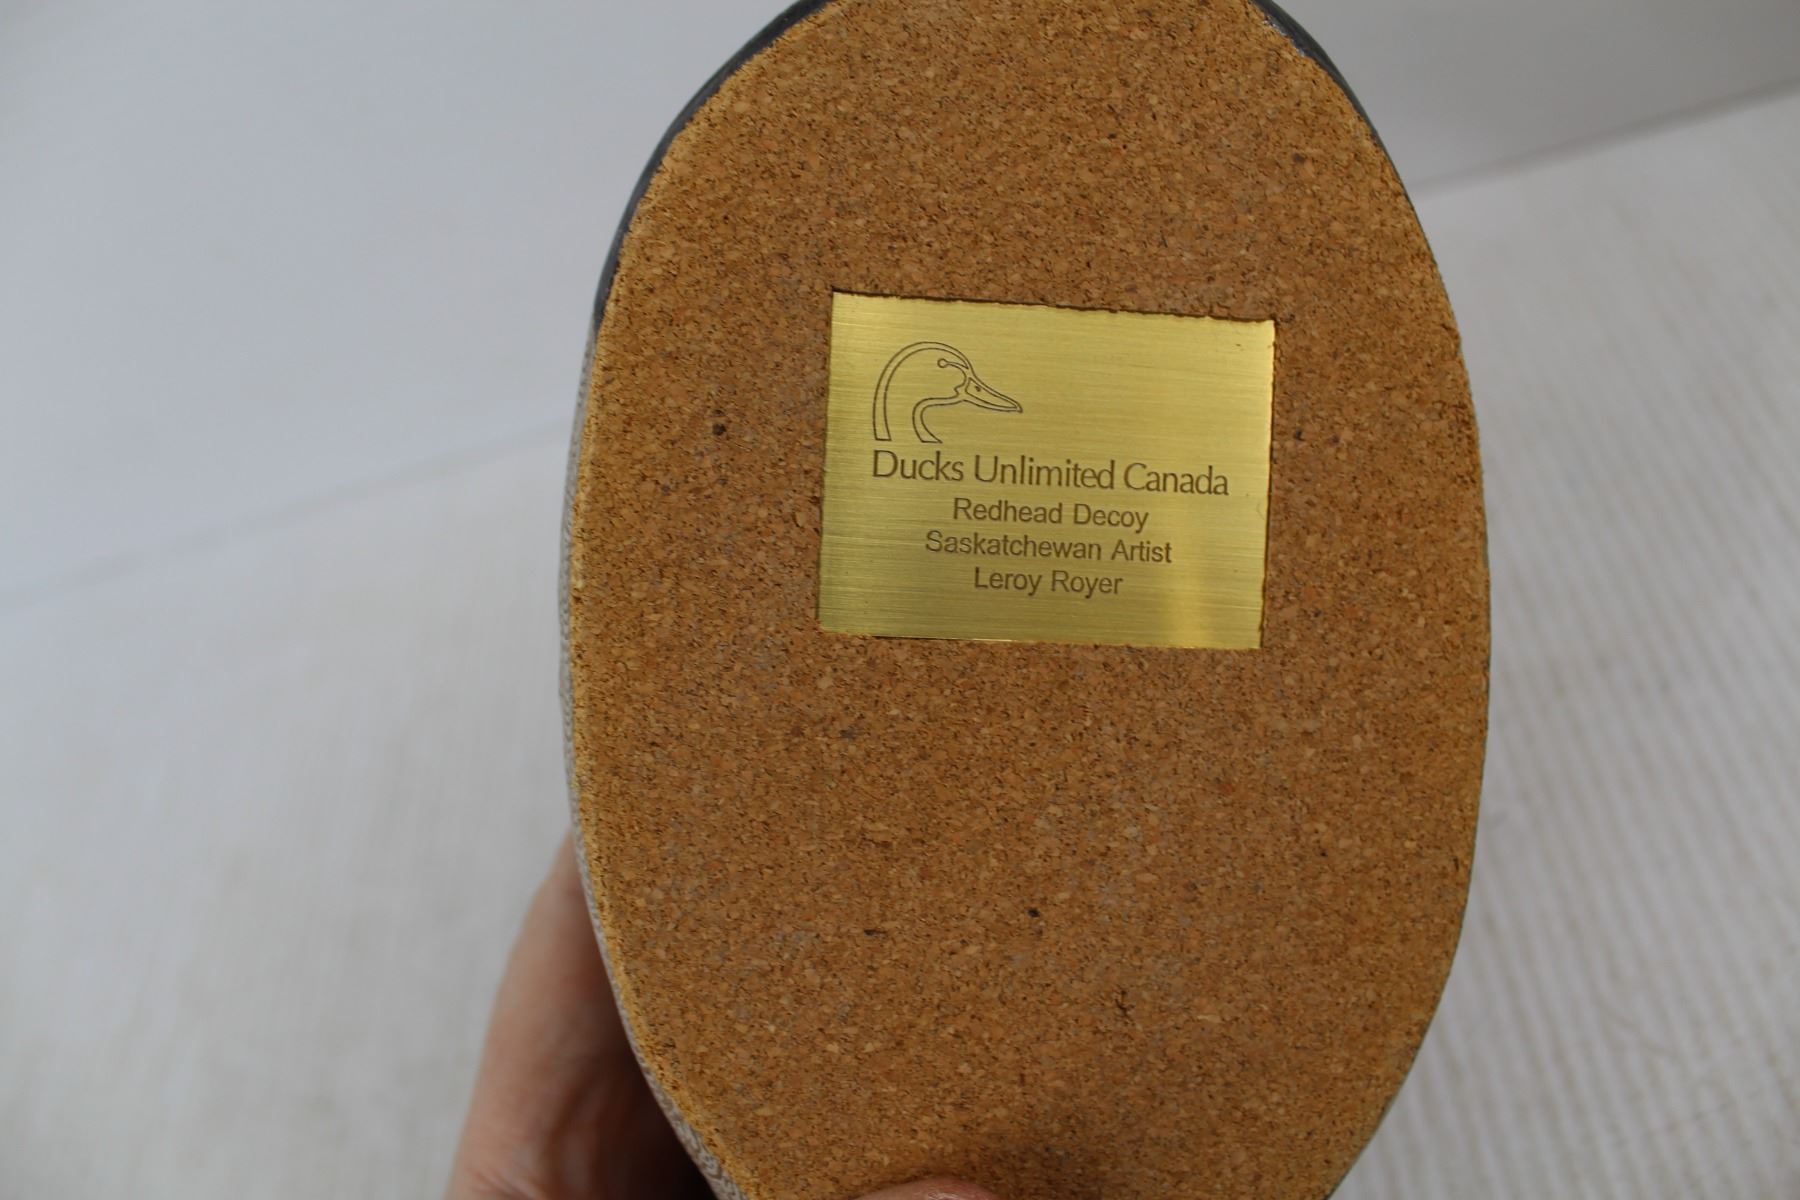 Ducks Unlimited Canada
Redhead Decoy
Saskatchewan Artist
Leroy Royer